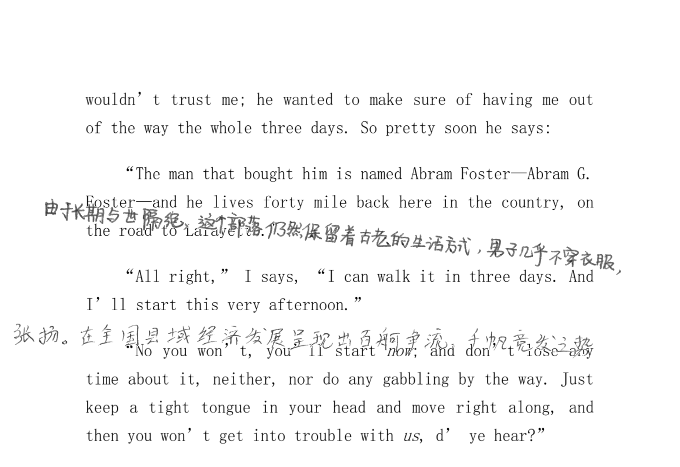 wouldn’t trust me; he wanted to make sure of having me out
of the way the whole three days. So pretty soon he says:
“The man that bought him is named Abram Foster—Abram G.
Foster—and he lives forty mile back here in the country, on
由于长期与世隔绝，这个部落仍然保留着古老的生活方式，男子几乎不穿衣服，
the road to Lafayette.”
“All right,” I says, “I can walk it in three days. And
I’ll start this very afternoon.”
张扬。在全国县域经济发展呈现出百舸争流、千帆竞发之势
“No you won’t, you’ll start now; and don’t lose any
time about it, neither, nor do any gabbling by the way. Just
keep a tight tongue in your head and move right along, and
then you won’t get into trouble with us, d’ye hear?”